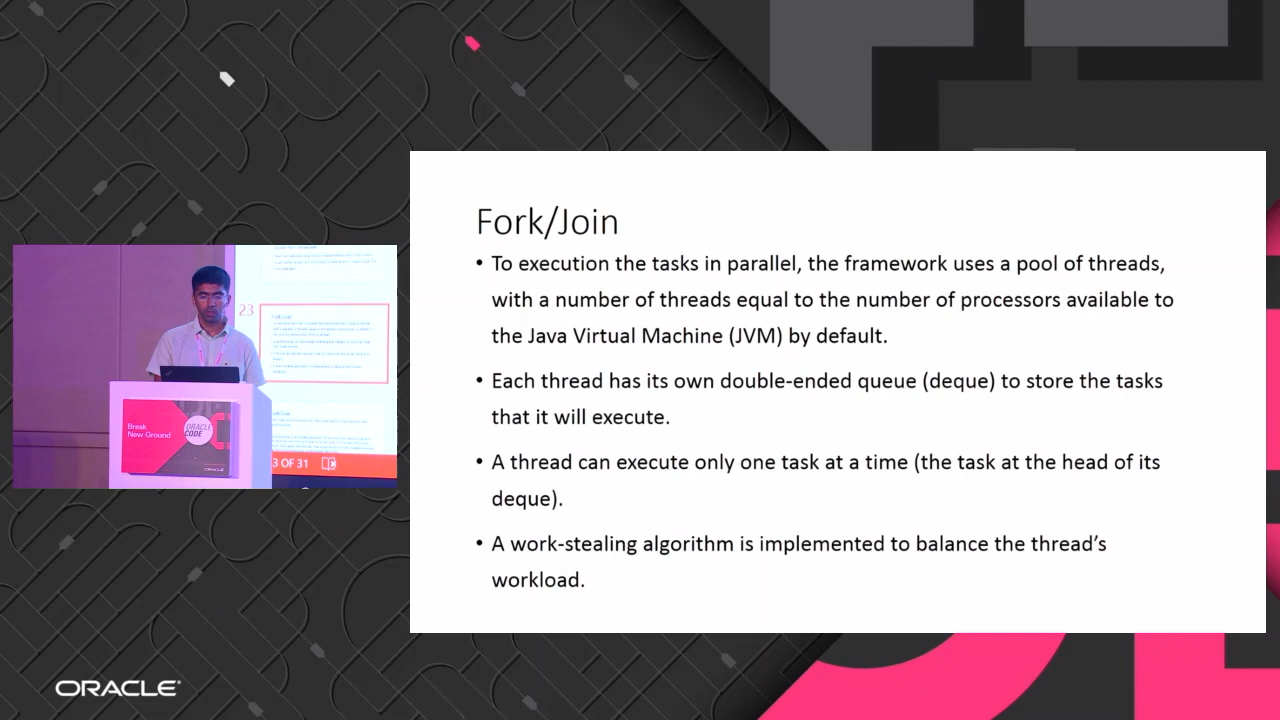 Fork/Join
• To execution the tasks in parallel, the framework uses a pool of threads,
with a number of threads equal to the number of processors available to
the Java Virtual Machine (JVM) by default.
• Each thread has its own double-ended queue (deque) to store the tasks
that it will execute.
• A thread can execute only one task at a time (the task at the head of its
deque).
• A work-stealing algorithm is implemented to balance the thread’s
workload.
23
3 OF 31
Break
New Ground
ORACLE
CODE
ORACLE
ORACLE